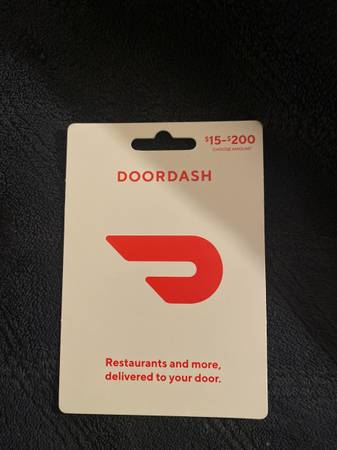 $15-$200
CHOOSE AMOUNT
DOORDASH
Restaurants and more,
delivered to your door.